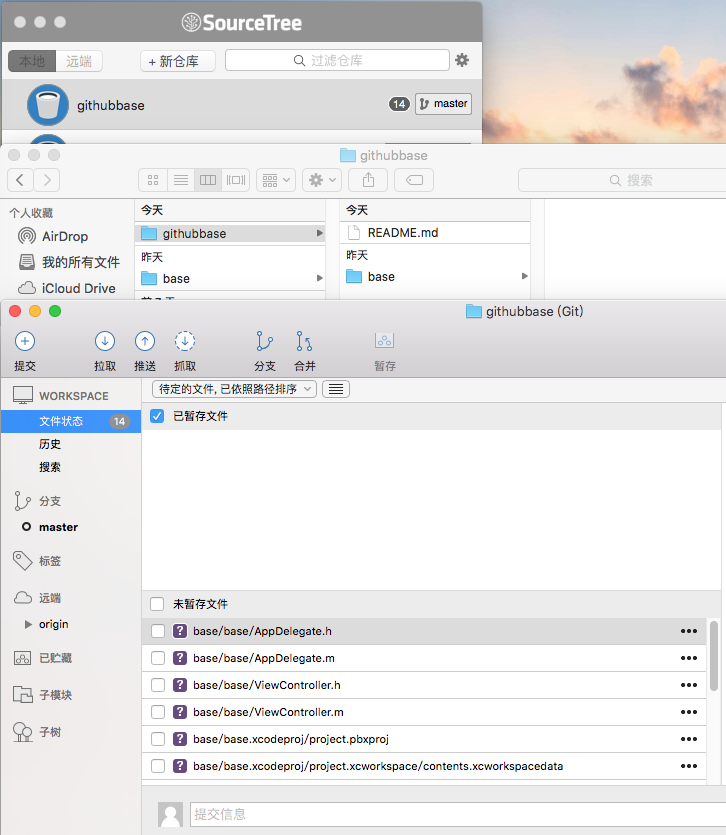 SourceTree
本地 远端 + 新仓库 过滤仓库
githubbase 14 master
githubbase
搜索
个人收藏 今天 今天
AirDrop githubbase README.md
我的所有文件 昨天 昨天
iCloud Drive base base
githubbase (Git)
提交 拉取 推送 抓取 分支 合并 暂存
WORKSPACE 待定的文件, 已依照路径排序
文件状态 14 已暂存文件
历史
搜索
分支
master
标签
远端 未暂存文件
origin base/base/AppDelegate.h
已贮藏 base/base/AppDelegate.m
子模块 base/base/ViewController.h
子树 base/base/ViewController.m
base/base.xcodeproj/project.pbxproj
base/base.xcodeproj/project.xcworkspace/contents.xcworkspacedata
提交信息